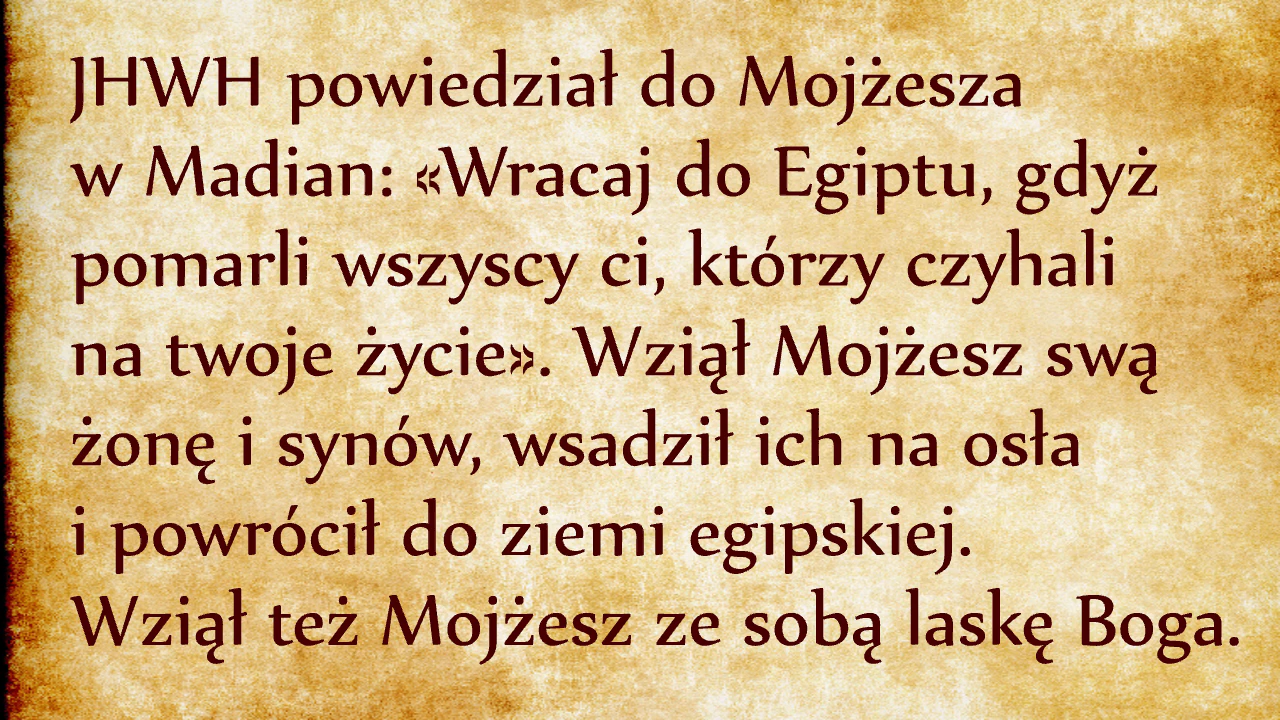 JHWH powiedział do Mojżesza
w Madian: «Wracaj do Egiptu, gdyż
pomarli wszyscy ci, którzy czyhali
na twoje życie». Wziął Mojżesz swą
żonę i synów, wsadził ich na osła
i powrócił do ziemi egipskiej.
Wziął też Mojżesz ze sobą laskę Boga.